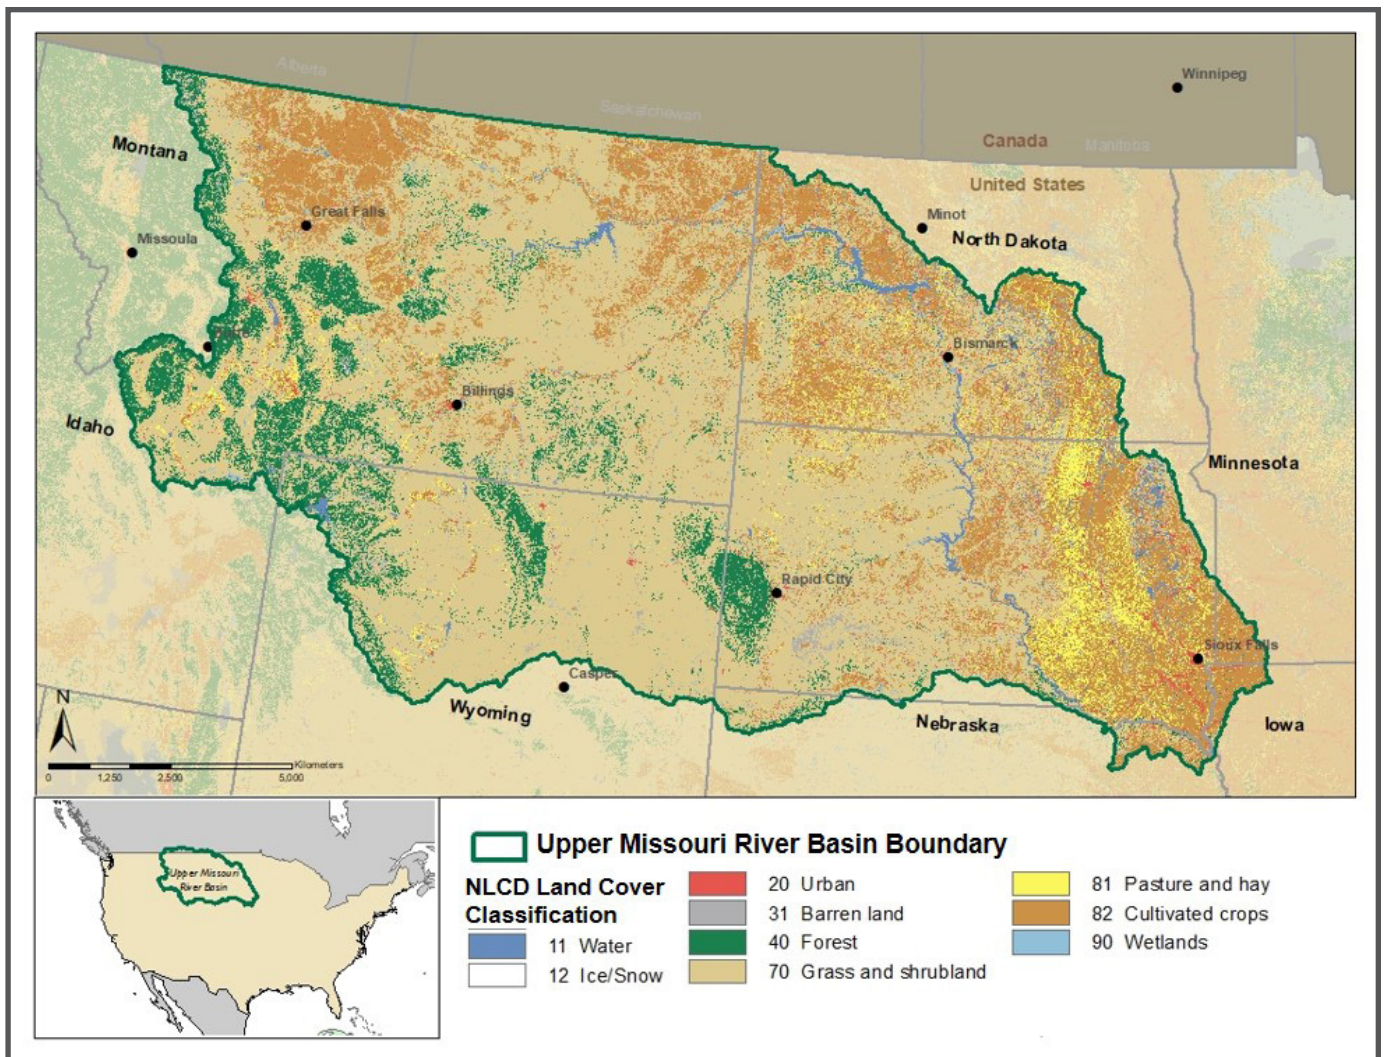 Alberta
Saskatchewan
Winnipeg
Canada
Manitoba
United States
Montana
Great Falls
Missoula
Minot
North Dakota
Bismarck
Billings
Idaho
Minnesota
Rapid City
Sioux Falls
Casper
Wyoming
Nebraska
Iowa
N
Kilometers
0 1,250 2,500 5,000
Upper Missouri
River Basin
Upper Missouri River Basin Boundary
NLCD Land Cover
Classification
11 Water
12 Ice/Snow
20 Urban
31 Barren land
40 Forest
70 Grass and shrubland
81 Pasture and hay
82 Cultivated crops
90 Wetlands